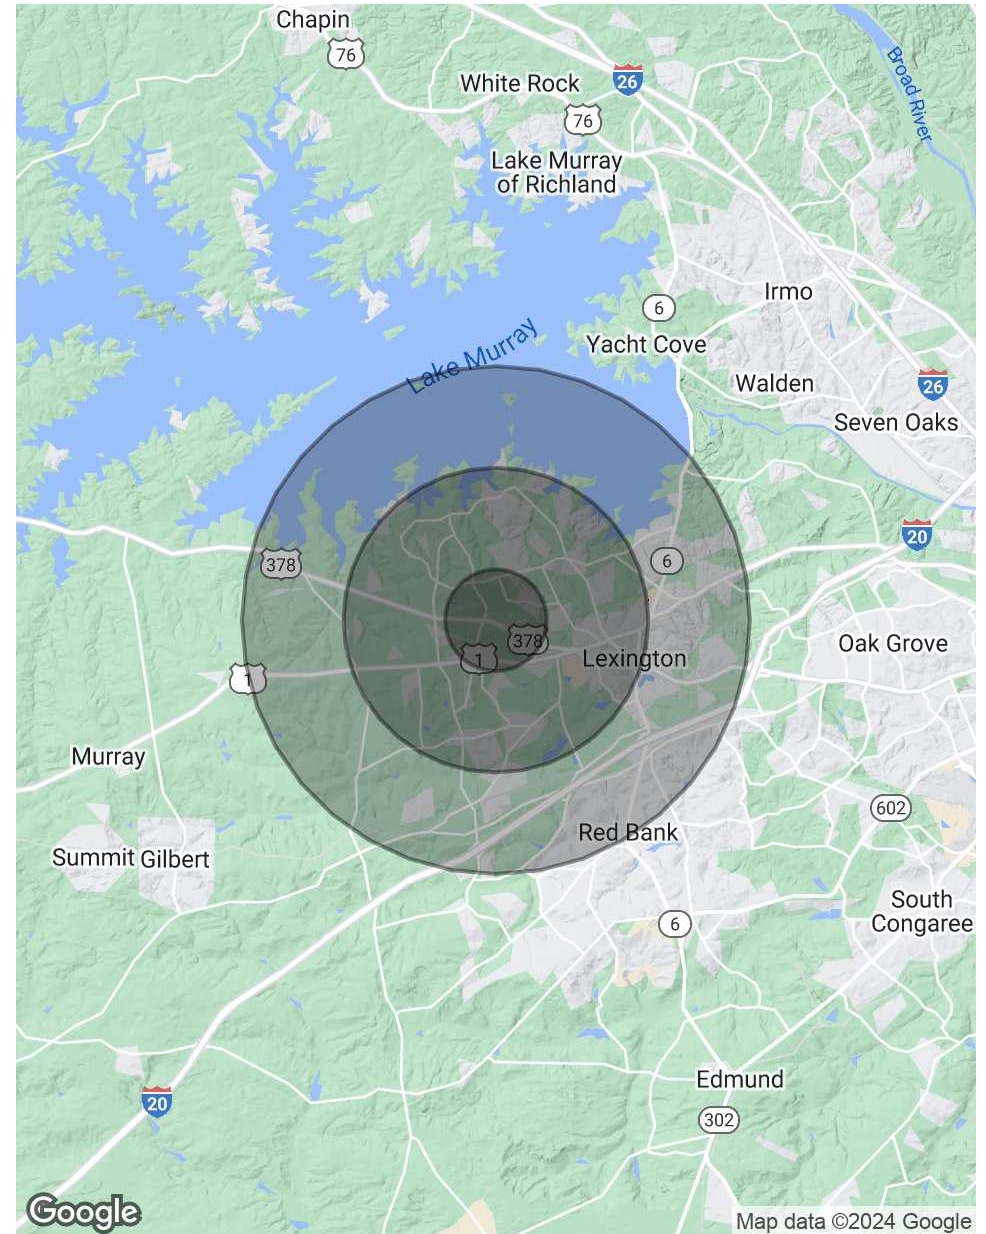 Chapin
76
White Rock
26
76
Broad River
Lake Murray
of Richland
Irmo
6
Yacht Cove
Lake Murray
Walden
26
Seven Oaks
20
378
6
378
Oak Grove
1
Lexington
1
Murray
602
Red Bank
Summit
Gilbert
South
Congaree
6
Edmund
20
302
Google
Map data ©2024 Google